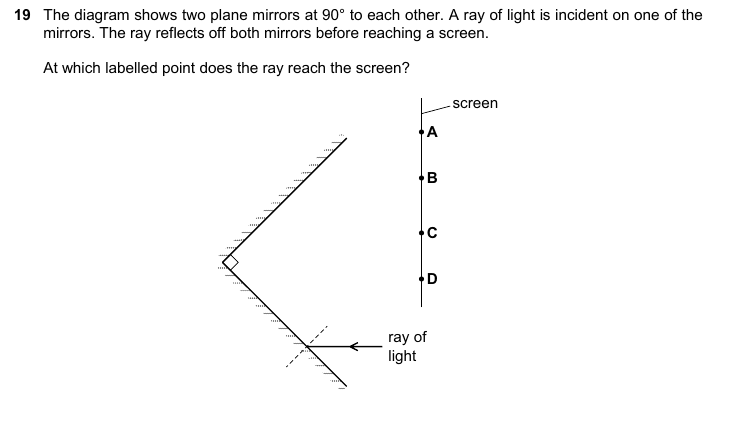 19 The diagram shows two plane mirrors at 90° to each other. A ray of light is incident on one of the
mirrors. The ray reflects off both mirrors before reaching a screen.
At which labelled point does the ray reach the screen?
screen
A
B
C
D
ray of
light